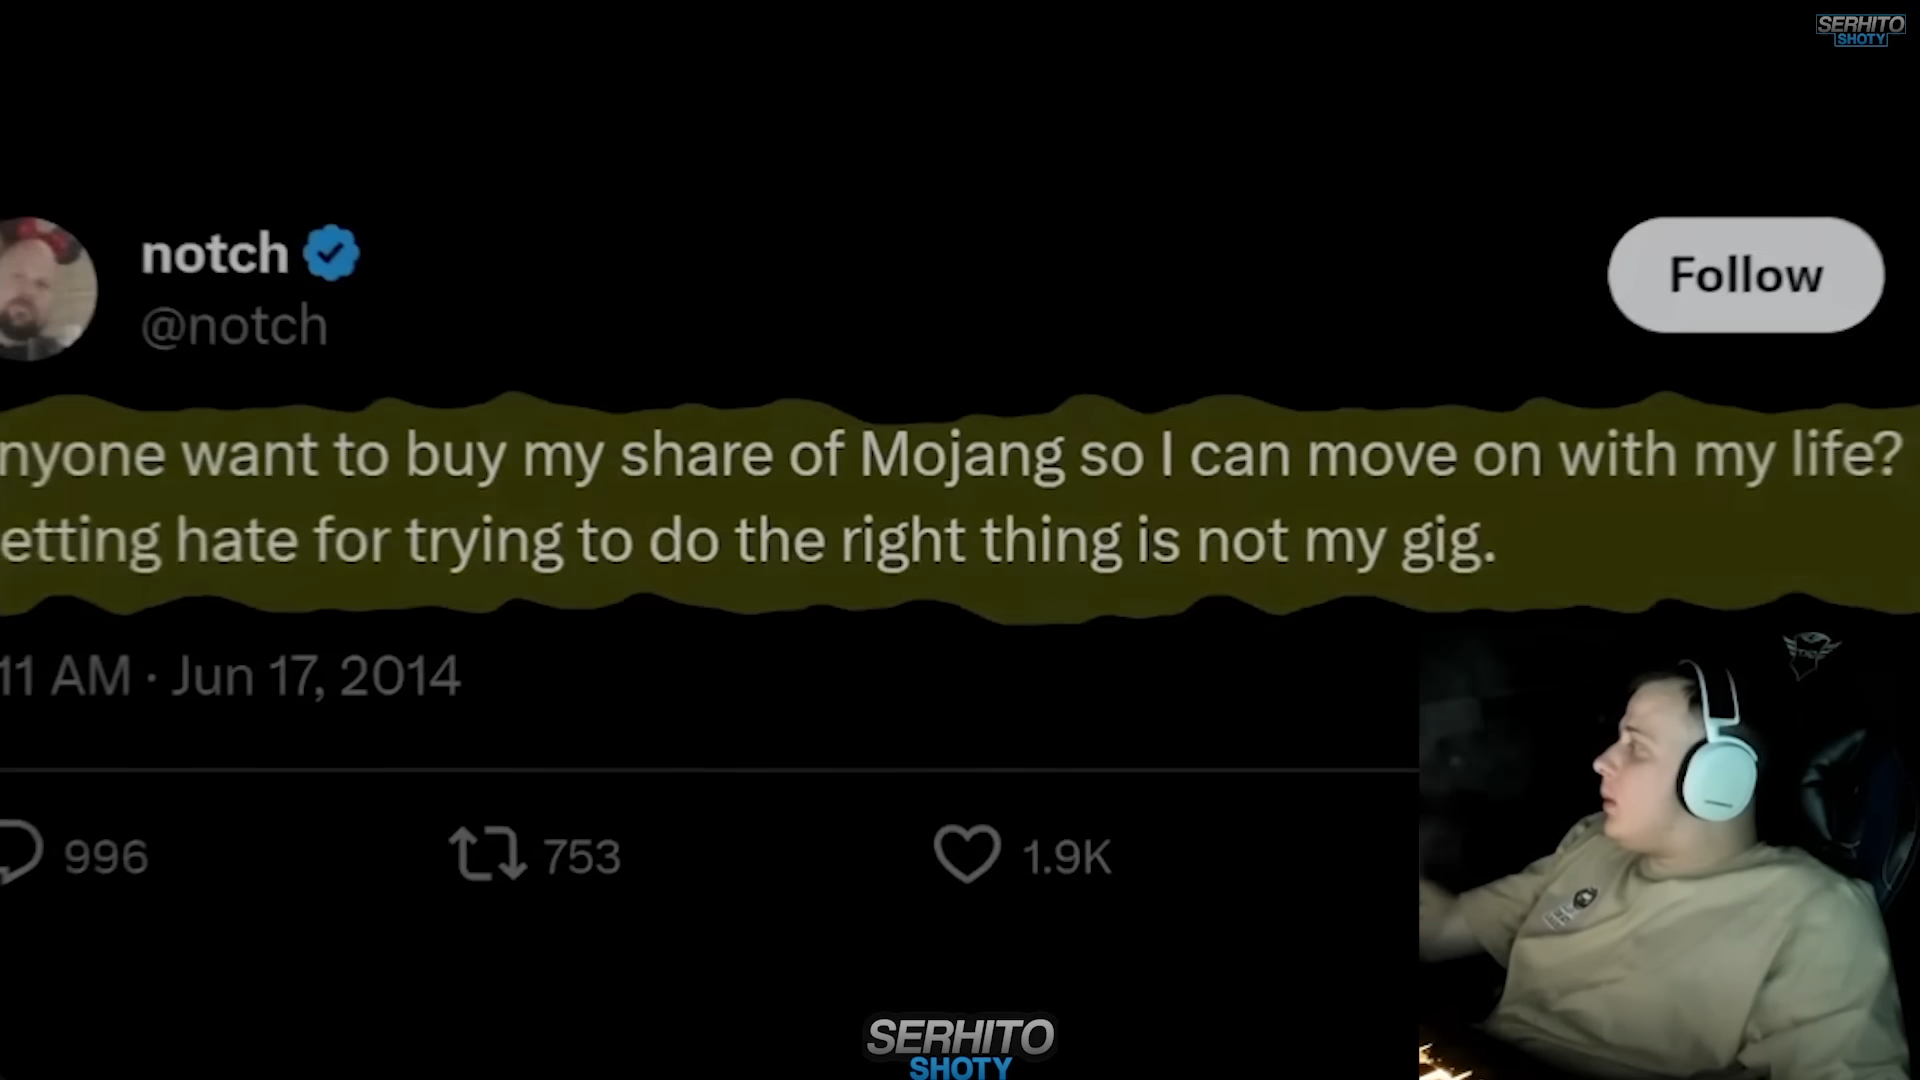 SERHITO
SHOTY
notch
Follow
@notch
nyone want to buy my share of Mojang so I can move on with my life?
etting hate for trying to do the right thing is not my gig.
11 AM · Jun 17, 2014
996
753
1.9K
SERHITO
SHOTY